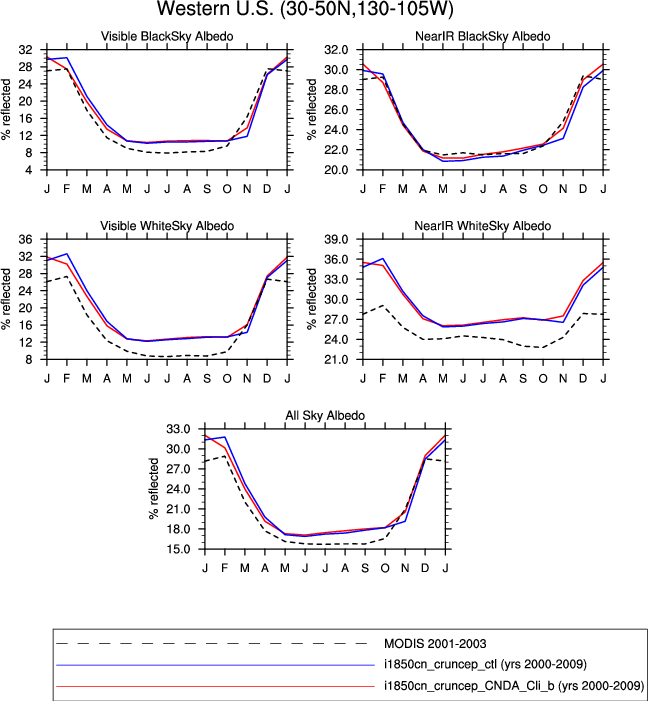 Western U.S. (30-50N,130-105W)
Visible BlackSky Albedo
% reflected
32
28
24
20
16
12
8
4
J F M A M J J A S O N D J
NearIR BlackSky Albedo
32.0
30.0
28.0
26.0
24.0
22.0
20.0
J F M A M J J A S O N D J
Visible WhiteSky Albedo
% reflected
36
32
28
24
20
16
12
8
J F M A M J J A S O N D J
NearIR WhiteSky Albedo
39.0
36.0
33.0
30.0
27.0
24.0
21.0
J F M A M J J A S O N D J
All Sky Albedo
% reflected
33.0
30.0
27.0
24.0
21.0
18.0
15.0
J F M A M J J A S O N D J
MODIS 2001-2003
i1850cn_cruncep_ctl (yrs 2000-2009)
i1850cn_cruncep_CNDA_Cli_b (yrs 2000-2009)